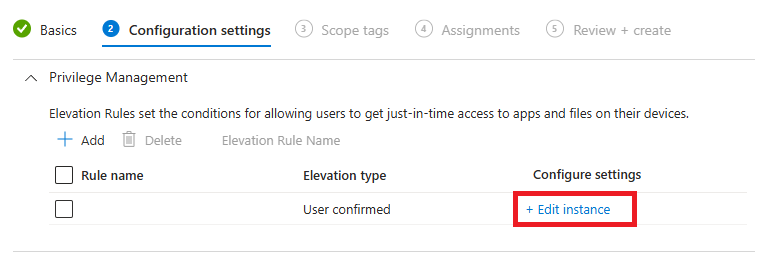 Basics 2 Configuration settings 3 Scope tags 4 Assignments 5 Review + create
Privilege Management
Elevation Rules set the conditions for allowing users to get just-in-time access to apps and files on their devices.
+ Add Delete Elevation Rule Name
Rule name Elevation type Configure settings
User confirmed + Edit instance